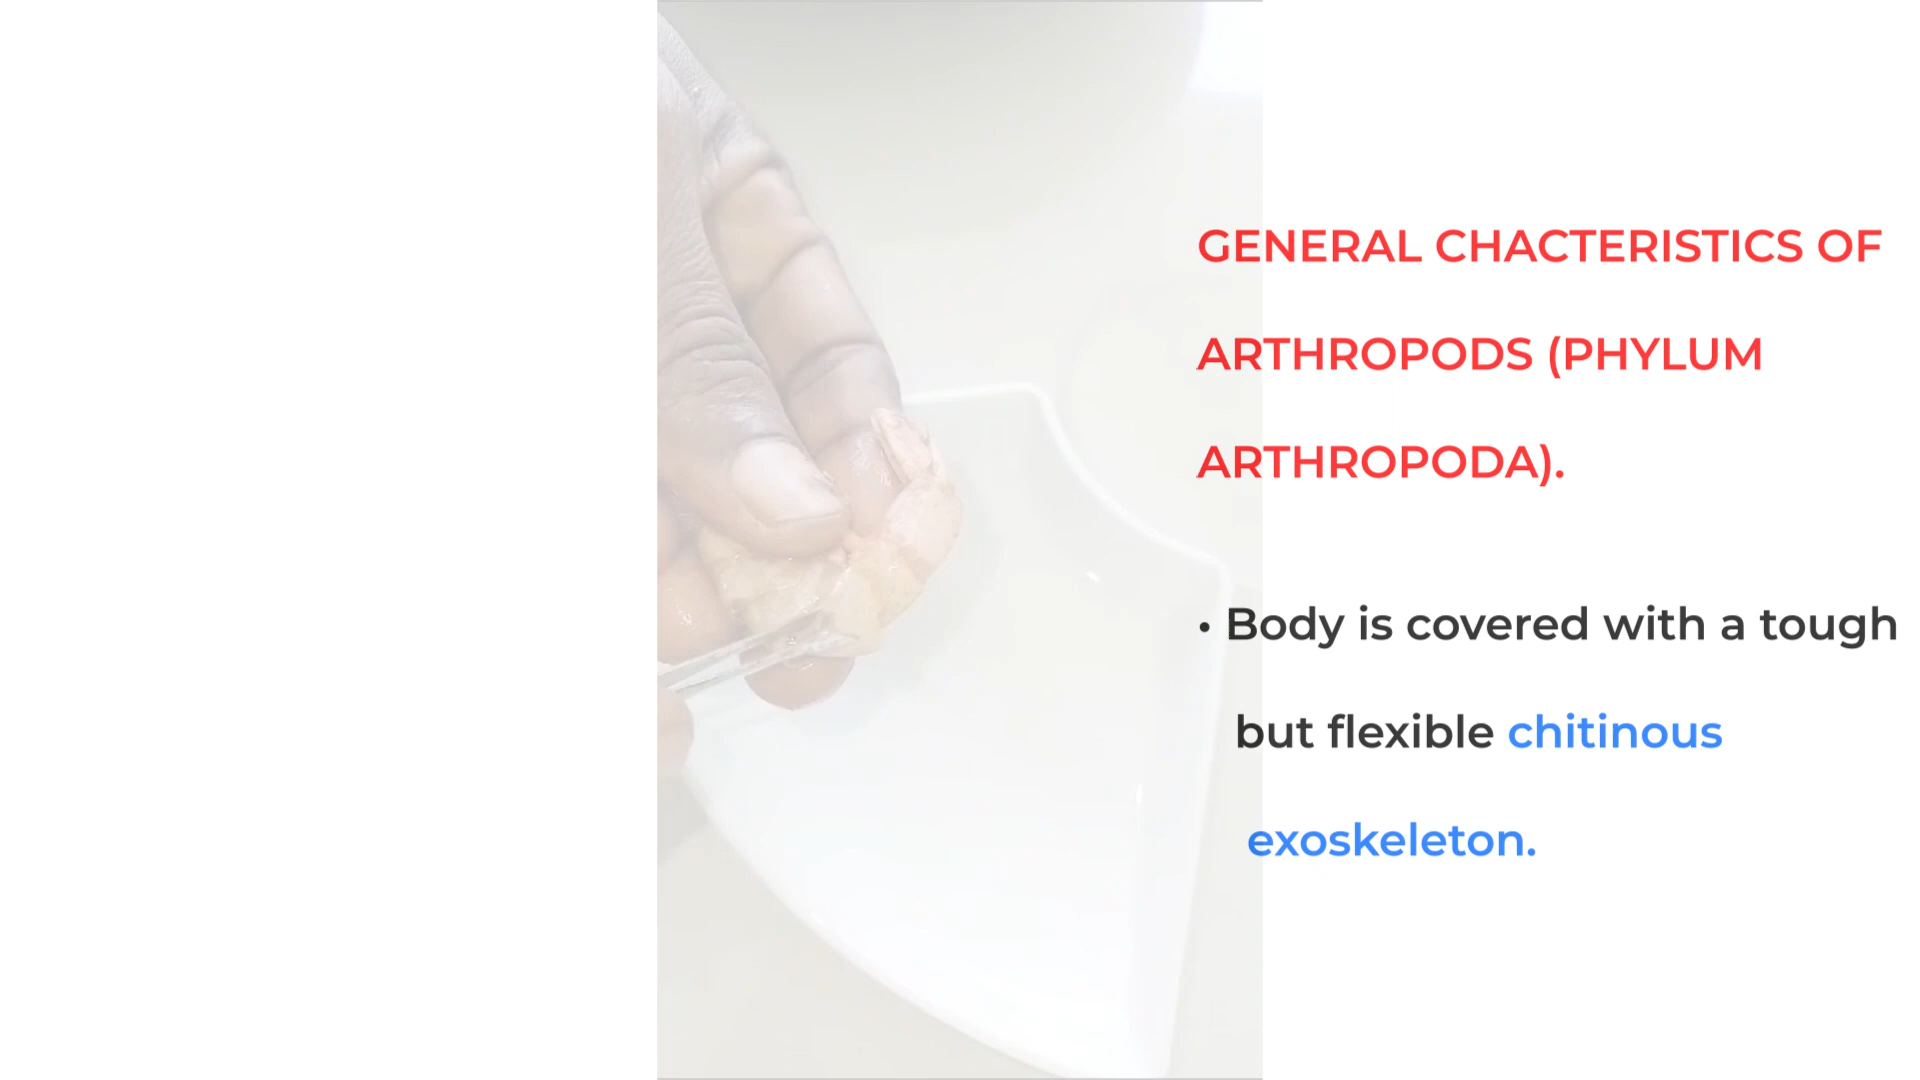 GENERAL CHACTERISTICS OF
ARTHROPODS (PHYLUM
ARTHROPODA).
• Body is covered with a tough
but flexible chitinous
exoskeleton.